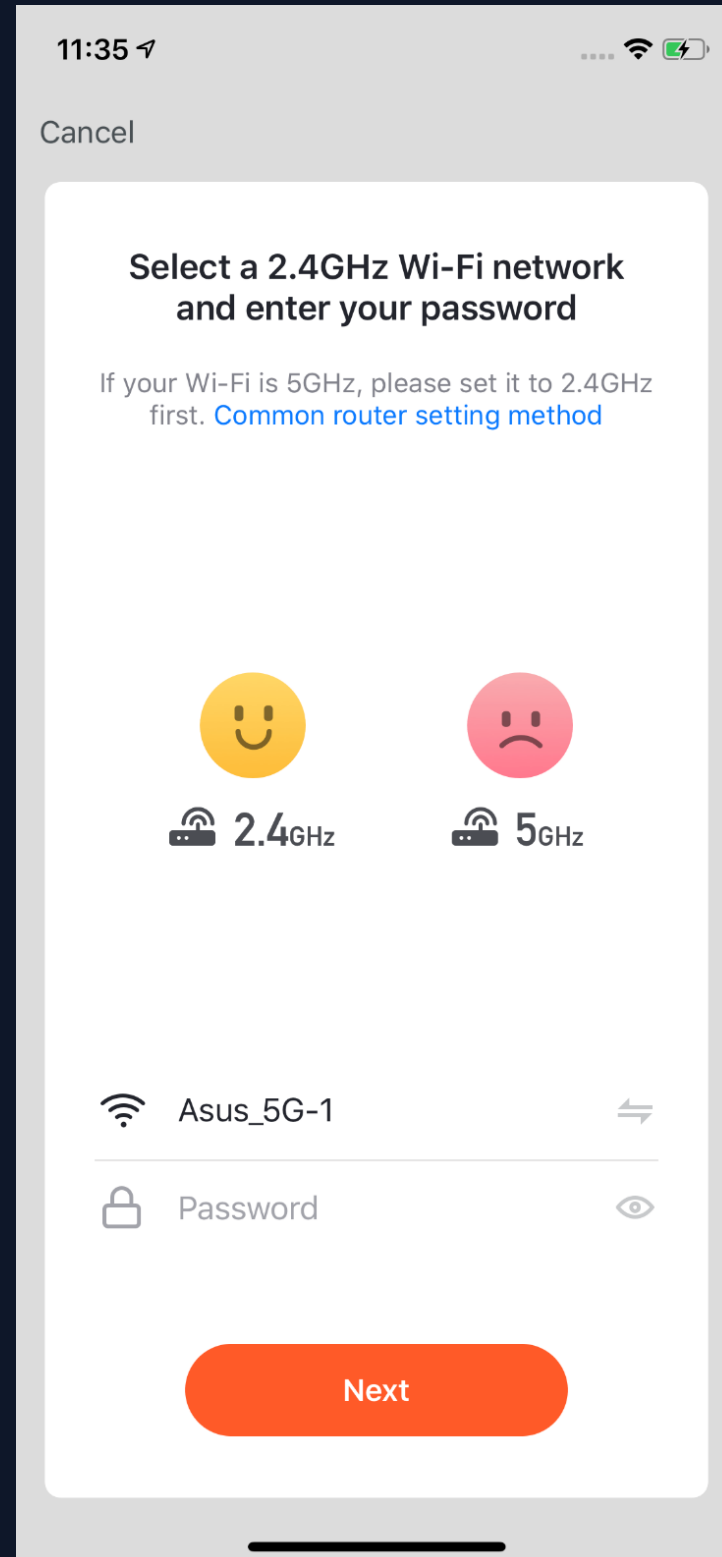 11:35
Cancel
Select a 2.4GHz Wi-Fi network
and enter your password
If your Wi-Fi is 5GHz, please set it to 2.4GHz
first. Common router setting method
2.4GHz 5GHz
Asus_5G-1
Password
Next